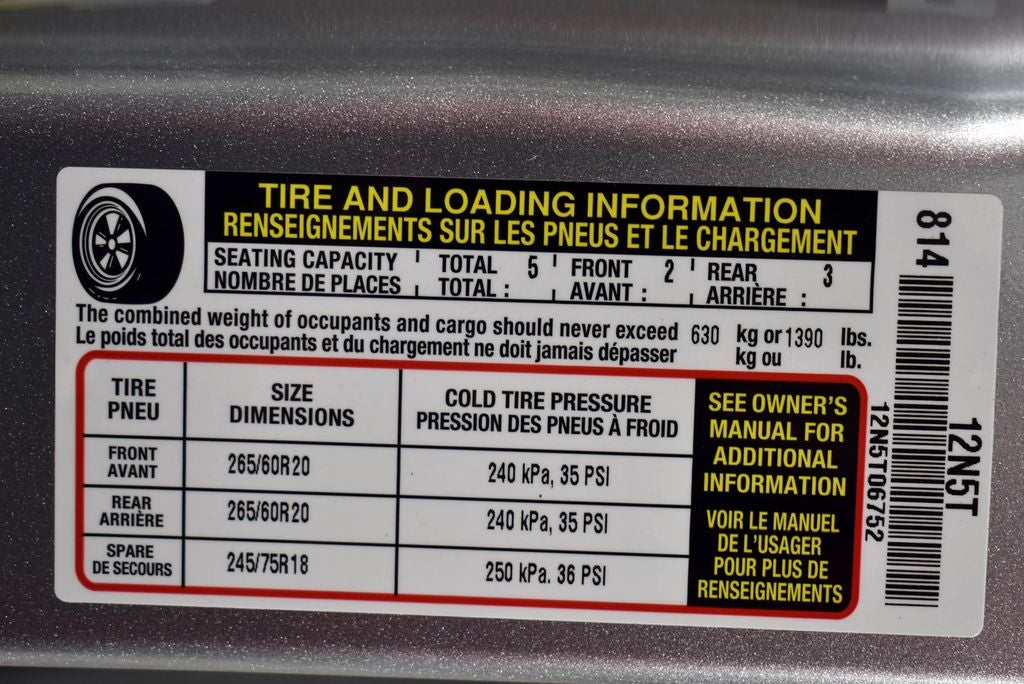 TIRE AND LOADING INFORMATION
RENSEIGNEMENTS SUR LES PNEUS ET LE CHARGEMENT
SEATING CAPACITY TOTAL 5 FRONT 2 REAR 3
NOMBRE DE PLACES TOTAL : AVANT : ARRIÈRE :
The combined weight of occupants and cargo should never exceed 630 kg or 1390 lbs.
Le poids total des occupants et du chargement ne doit jamais dépasser kg ou lb.
TIRE
PNEU
SIZE
DIMENSIONS
COLD TIRE PRESSURE
PRESSION DES PNEUS À FROID
FRONT
AVANT
265/60R20
240 kPa, 35 PSI
REAR
ARRIÈRE
265/60R20
240 kPa, 35 PSI
SPARE
DE SECOURS
245/75R18
250 kPa. 36 PSI
SEE OWNER'S
MANUAL FOR
ADDITIONAL
INFORMATION
VOIR LE MANUEL
DE L'USAGER
POUR PLUS DE
RENSEIGNEMENTS
814
12N5T06752
12N5T